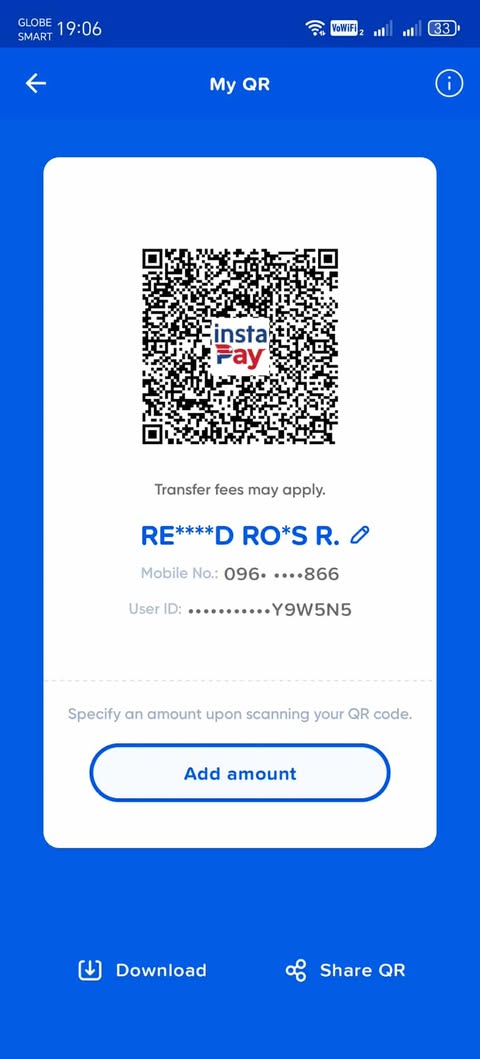 GLOBE
SMART
19:06
VoWiFi 2
33
My QR
insta
Pay
Transfer fees may apply.
RE****D RO*S R.
Mobile No.: 096• ••••866
User ID: •••••••••••Y9W5N5
Specify an amount upon scanning your QR code.
Add amount
Download
Share QR